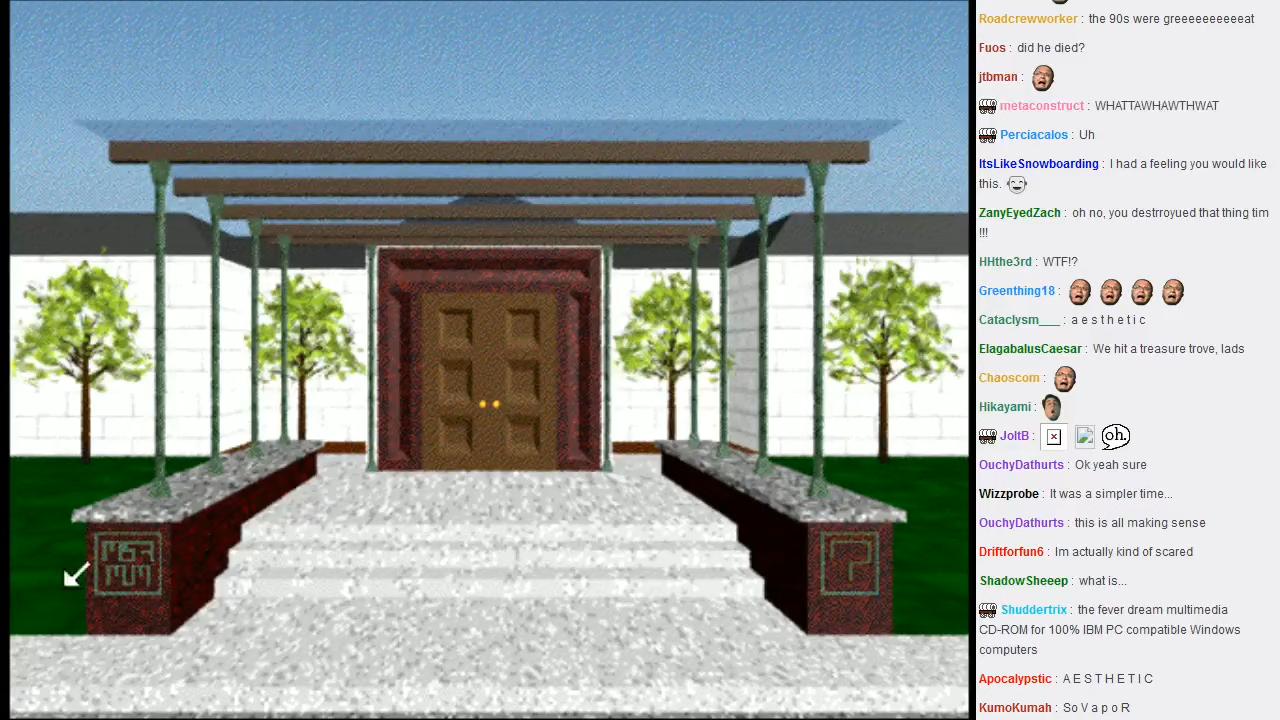 Roadcrewworker : the 90s were greeeeeeeeeeat
Fuos : did he died?
jtbman :
metaconstruct : WHATTAWHAWTHWAT
Perciacalos : Uh
ItsLikeSnowboarding : I had a feeling you would like
this.
ZanyEyedZach : oh no, you destrroyued that thing tim
!!!
HHthe3rd : WTF!?
Greenthing18 :
Cataclysm___ : a e s t h e t i c
ElagabalusCaesar : We hit a treasure trove, lads
Chaoscom :
Hikayami :
JoltB : oh.
OuchyDathurts : Ok yeah sure
Wizzprobe : It was a simpler time...
OuchyDathurts : this is all making sense
Driftforfun6 : Im actually kind of scared
ShadowSheeep : what is...
Shuddertrix : the fever dream multimedia
CD-ROM for 100% IBM PC compatible Windows
computers
Apocalypstic : A E S T H E T I C
KumoKumah : So V a p o R
?